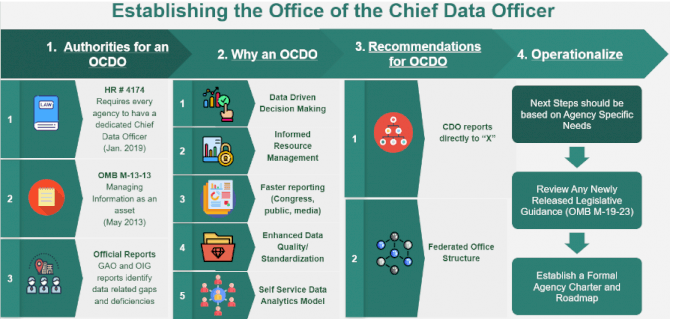 Establishing the Office of the Chief Data Officer
1. Authorities for an
OCDO
2. Why an OCDO
3. Recommendations
for OCDO
4. Operationalize
1
LAW
HR # 4174
Requires every
agency to have a
dedicated Chief
Data Officer
(Jan. 2019)
2
OMB M-13-13
Managing
Information as an
asset
(May 2013)
3
Official Reports
GAO and OIG
reports identify
data related gaps
and deficiencies
1
Data Driven
Decision Making
2
Informed
Resource
Management
3
Faster reporting
(Congress,
public, media)
4
Enhanced Data
Quality/
Standardization
5
Self Service Data
Analytics Model
1
CDO reports
directly to “X”
2
Federated Office
Structure
Next Steps should be
based on Agency Specific
Needs
Review Any Newly
Released Legislative
Guidance (OMB M-19-23)
Establish a Formal
Agency Charter and
Roadmap